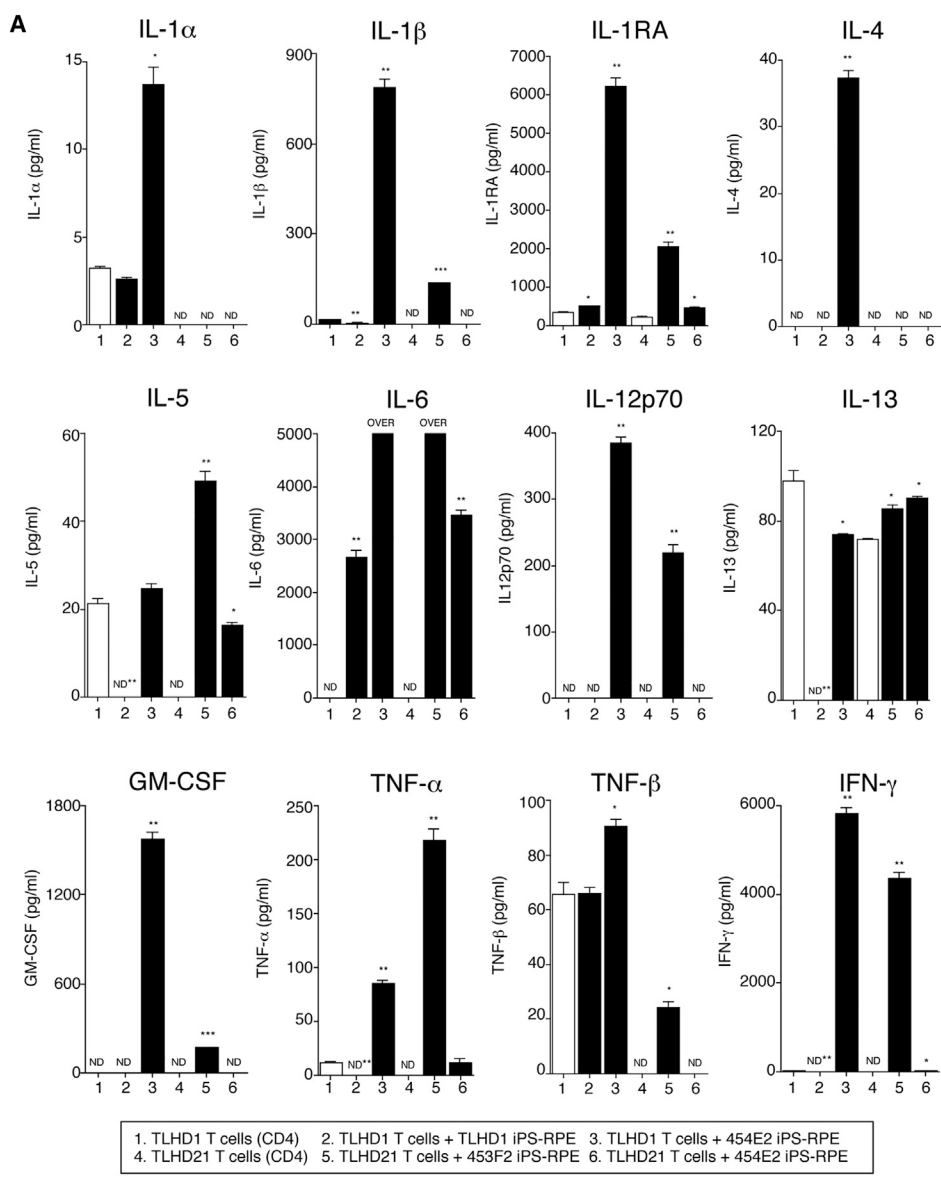 A
IL-1α
IL-1α (pg/ml)
15
10
5
0
*
ND ND ND
1 2 3 4 5 6
IL-1β
IL-1β (pg/ml)
900
600
300
0
**
**
ND
***
ND
1 2 3 4 5 6
IL-1RA
IL-1RA (pg/ml)
7000
6000
5000
4000
3000
2000
1000
0
*
**
**
*
1 2 3 4 5 6
IL-4
IL-4 (pg/ml)
40
30
20
10
0
**
ND ND ND ND ND
1 2 3 4 5 6
IL-5
IL-5 (pg/ml)
60
40
20
0
ND**
ND
**
*
1 2 3 4 5 6
IL-6
IL-6 (pg/ml)
5000
4000
3000
2000
1000
0
ND
**
OVER
ND
OVER
**
1 2 3 4 5 6
IL-12p70
IL12p70 (pg/ml)
400
300
200
100
0
ND ND
**
ND
**
ND
1 2 3 4 5 6
IL-13
IL-13 (pg/ml)
120
80
40
0
ND**
*
*
*
1 2 3 4 5 6
GM-CSF
GM-CSF (pg/ml)
1800
1200
600
0
ND ND
**
ND
***
ND
1 2 3 4 5 6
TNF-α
TNF-α (pg/ml)
250
200
150
100
50
0
ND**
**
ND
**
1 2 3 4 5 6
TNF-β
TNF-β (pg/ml)
100
80
60
40
20
0
*
ND
*
ND
1 2 3 4 5 6
IFN-γ
IFN-γ (pg/ml)
6000
4000
2000
0
ND**
**
ND
**
*
1 2 3 4 5 6
1. TLHD1 T cells (CD4) 2. TLHD1 T cells + TLHD1 iPS-RPE 3. TLHD1 T cells + 454E2 iPS-RPE
4. TLHD21 T cells (CD4) 5. TLHD21 T cells + 453F2 iPS-RPE 6. TLHD21 T cells + 454E2 iPS-RPE